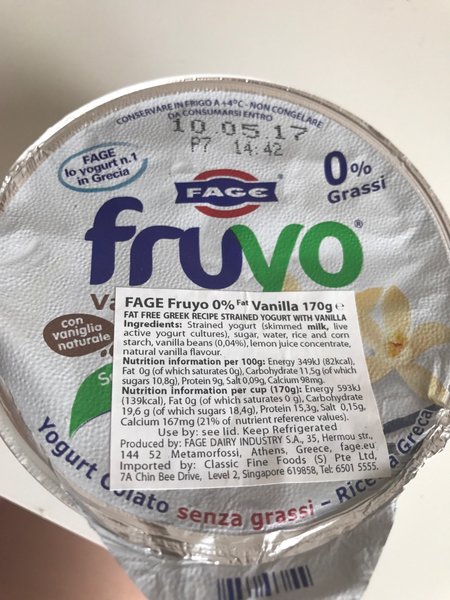 CONSERVARE IN FRIGO A +4°C - NON CONGELARE
DA CONSUMARSI ENTRO
10 05 17
P7 14:42
FAGE
lo yogurt n.1
in Grecia
0%
Grassi
FAGE
fruyo®
con
vaniglia
naturale
FAGE Fruyo 0% Fat Vanilla 170g e
FAT FREE GREEK RECIPE STRAINED YOGURT WITH VANILLA
Ingredients: Strained yogurt (skimmed milk, live
active yogurt cultures), sugar, water, rice and corn
starch, vanilla beans (0,04%), lemon juice concentrate,
natural vanilla flavour.
Nutrition information per 100g: Energy 349kJ (82kcal),
Fat 0g (of which saturates 0g), Carbohydrate 11,5g (of which
sugars 10,8g), Protein 9g, Salt 0,09g, Calcium 98mg.
Nutrition information per cup (170g): Energy 593kJ
(139kcal), Fat 0g (of which saturates 0 g), Carbohydrate
19,6 g (of which sugars 18,4g), Protein 15,3g, Salt 0,15g,
Calcium 167mg (21% of nutrient reference values).
Use by: see lid. Keep Refrigerated
Produced by: FAGE DAIRY INDUSTRY S.A., 35, Hermou str.,
144 52 Metamorfossi, Athens, Greece, fage.eu
Imported by: Classic Fine Foods (S) Pte Ltd,
7A Chin Bee Drive, Level 2, Singapore 619858, Tel: 6501 5555.
Yogurt Colato senza grassi - Greca